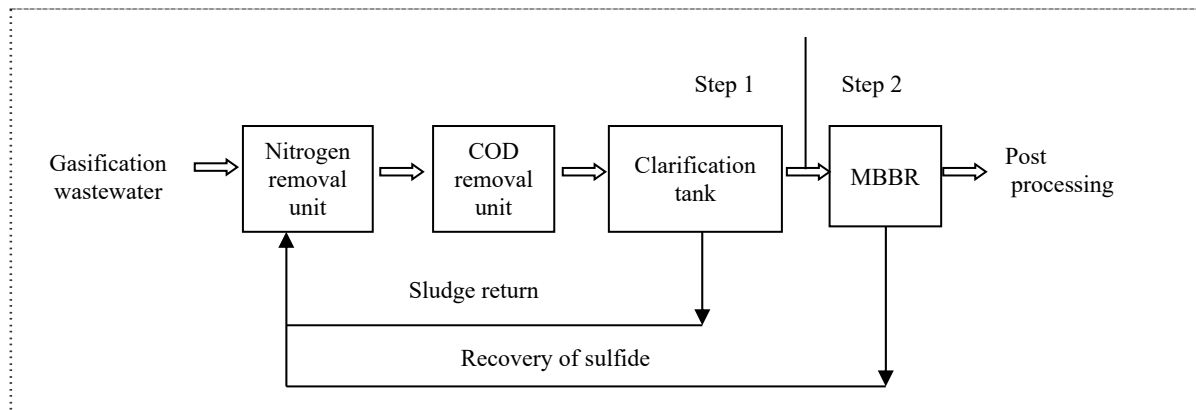 Step 1
Step 2
Gasification
wastewater
Nitrogen
removal
unit
COD
removal
unit
Clarification
tank
MBBR
Post
processing
Sludge return
Recovery of sulfide